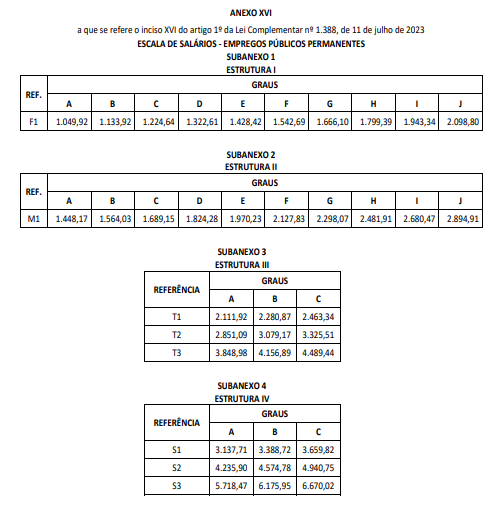 ANEXO XVI
a que se refere o inciso XVI do artigo 1º da Lei Complementar nº 1.388, de 11 de julho de 2023
ESCALA DE SALÁRIOS - EMPREGOS PÚBLICOS PERMANENTES
SUBANEXO 1
ESTRUTURA I
REF. GRAUS
A B C D E F G H I J
F1 1.049,92 1.133,92 1.224,64 1.322,61 1.428,42 1.542,69 1.666,10 1.799,39 1.943,34 2.098,80
SUBANEXO 2
ESTRUTURA II
REF. GRAUS
A B C D E F G H I J
M1 1.448,17 1.564,03 1.689,15 1.824,28 1.970,23 2.127,83 2.298,07 2.481,91 2.680,47 2.894,91
SUBANEXO 3
ESTRUTURA III
REFERÊNCIA GRAUS
A B C
T1 2.111,92 2.280,87 2.463,34
T2 2.851,09 3.079,17 3.325,51
T3 3.848,98 4.156,89 4.489,44
SUBANEXO 4
ESTRUTURA IV
REFERÊNCIA GRAUS
A B C
S1 3.137,71 3.388,72 3.659,82
S2 4.235,90 4.574,78 4.940,75
S3 5.718,47 6.175,95 6.670,02